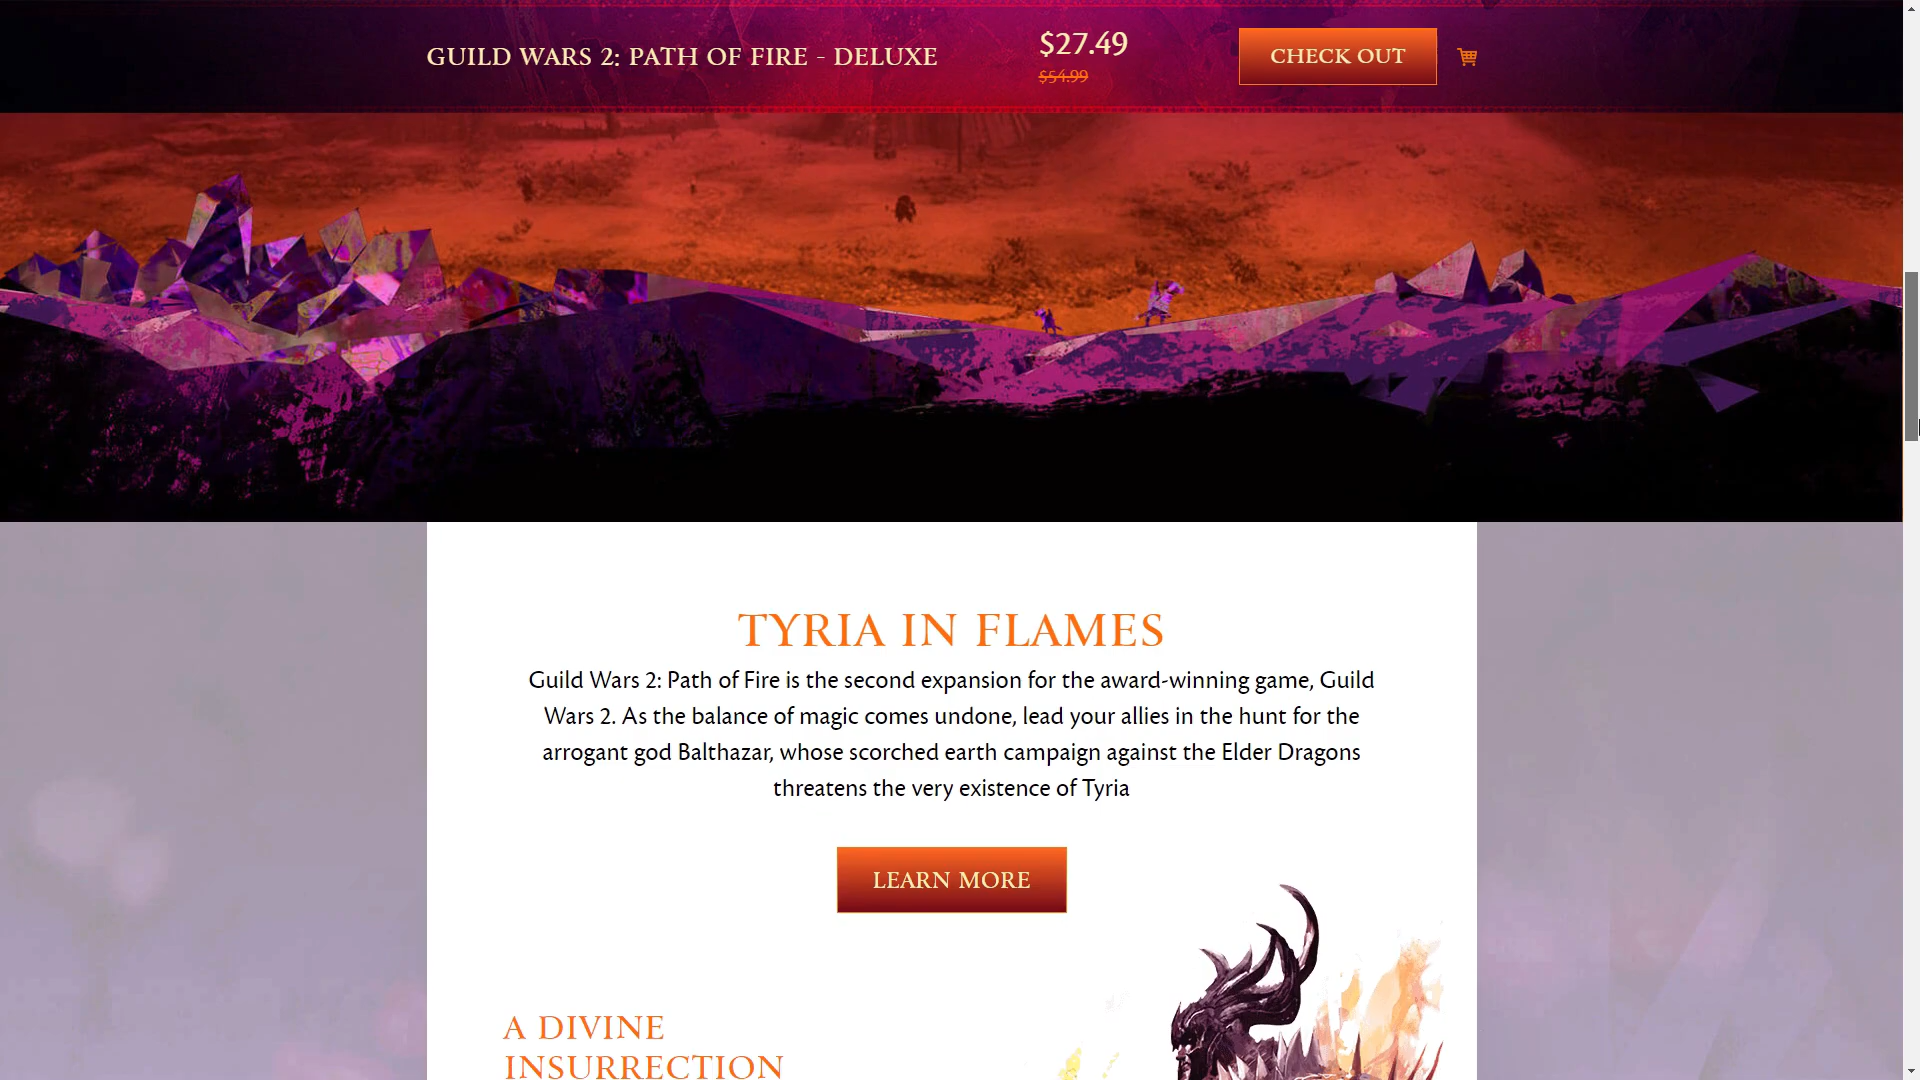 GUILD WARS 2: PATH OF FIRE - DELUXE
$27.49
$54.99
CHECK OUT
TYRIA IN FLAMES
Guild Wars 2: Path of Fire is the second expansion for the award-winning game, Guild
Wars 2. As the balance of magic comes undone, lead your allies in the hunt for the
arrogant god Balthazar, whose scorched earth campaign against the Elder Dragons
threatens the very existence of Tyria
LEARN MORE
A DIVINE
INSURRECTION